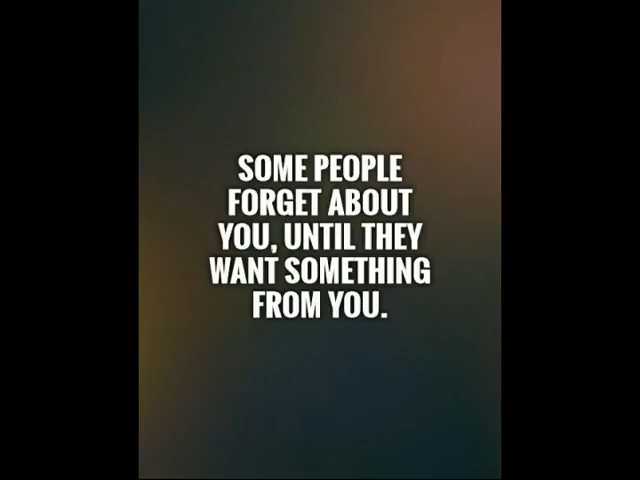 SOME PEOPLE
FORGET ABOUT
YOU, UNTIL THEY
WANT SOMETHING
FROM YOU.